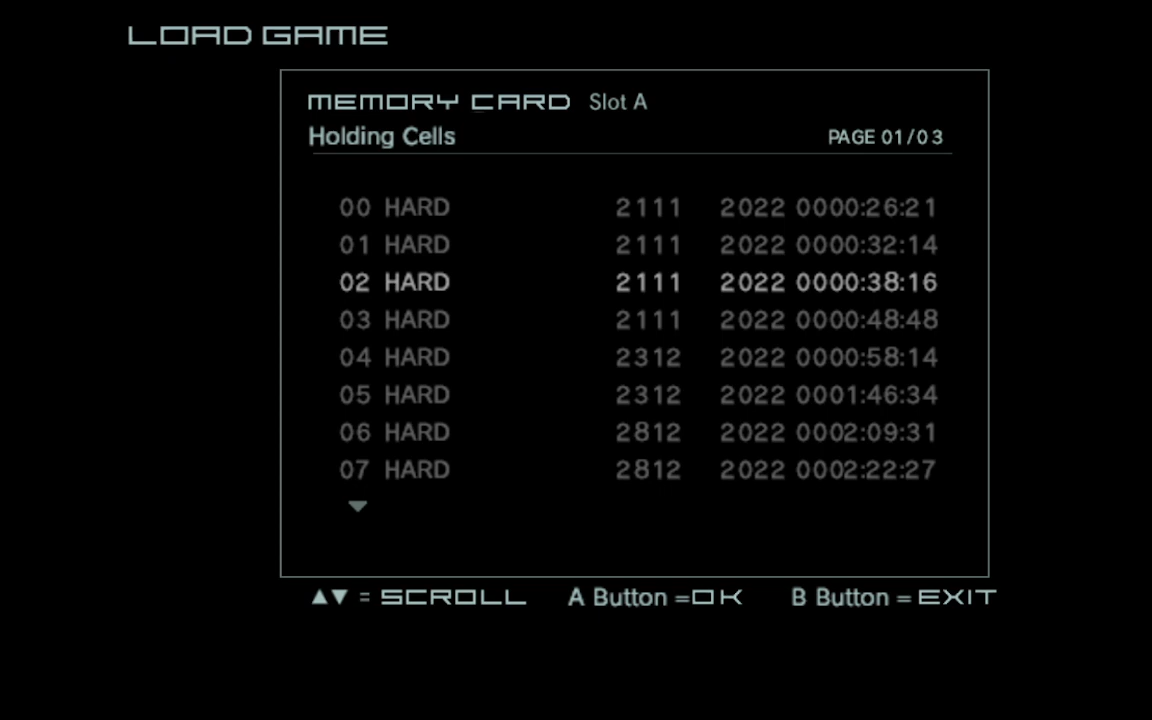 LOAD GAME
MEMORY CARD Slot A
Holding Cells PAGE 01/03
00 HARD 2111 2022 0000:26:21
01 HARD 2111 2022 0000:32:14
02 HARD 2111 2022 0000:38:16
03 HARD 2111 2022 0000:48:48
04 HARD 2312 2022 0000:58:14
05 HARD 2312 2022 0001:46:34
06 HARD 2812 2022 0002:09:31
07 HARD 2812 2022 0002:22:27
▲▼ = SCROLL A Button =OK B Button = EXIT